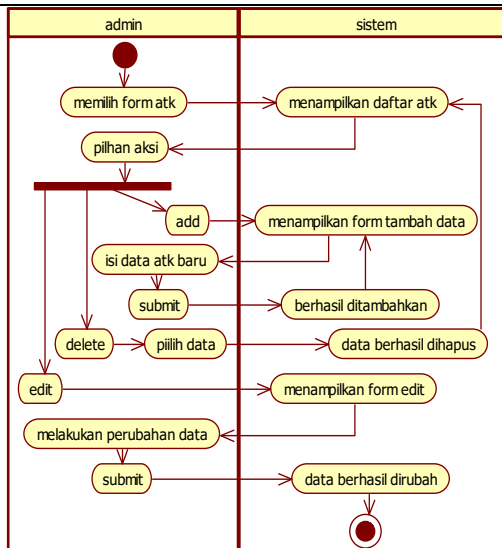 admin
sistem
memilih form atk
menampilkan daftar atk
pilhan aksi
add
menampilkan form tambah data
isi data atk baru
submit
berhasil ditambahkan
delete
piilih data
data berhasil dihapus
edit
menampilkan form edit
melakukan perubahan data
submit
data berhasil dirubah